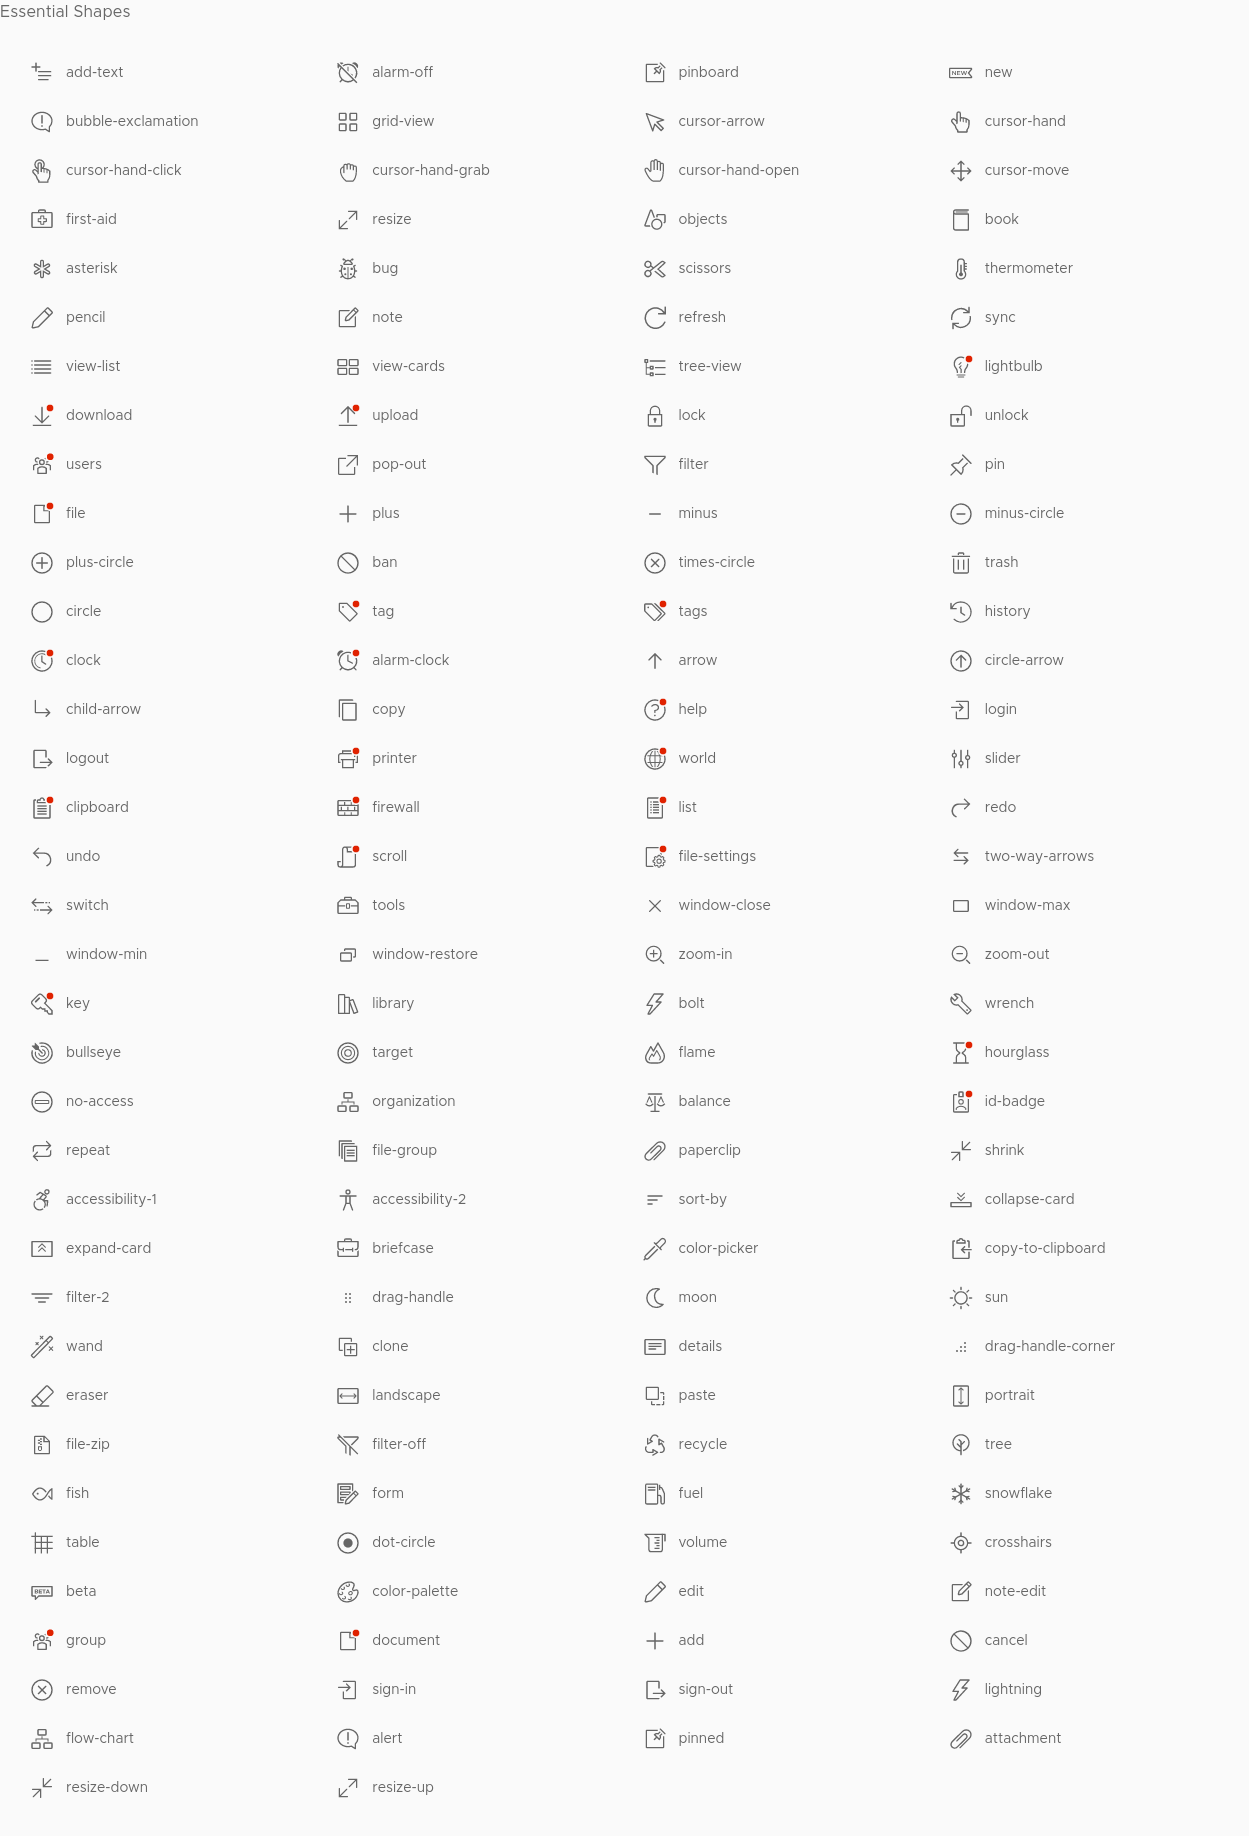 Essential Shapes
add-text alarm-off pinboard new
bubble-exclamation grid-view cursor-arrow cursor-hand
cursor-hand-click cursor-hand-grab cursor-hand-open cursor-move
first-aid resize objects book
asterisk bug scissors thermometer
pencil note refresh sync
view-list view-cards tree-view lightbulb
download upload lock unlock
users pop-out filter pin
file plus minus minus-circle
plus-circle ban times-circle trash
circle tag tags history
clock alarm-clock arrow circle-arrow
child-arrow copy help login
logout printer world slider
clipboard firewall list redo
undo scroll file-settings two-way-arrows
switch tools window-close window-max
window-min window-restore zoom-in zoom-out
key library bolt wrench
bullseye target flame hourglass
no-access organization balance id-badge
repeat file-group paperclip shrink
accessibility-1 accessibility-2 sort-by collapse-card
expand-card briefcase color-picker copy-to-clipboard
filter-2 drag-handle moon sun
wand clone details drag-handle-corner
eraser landscape paste portrait
file-zip filter-off recycle tree
fish form fuel snowflake
table dot-circle volume crosshairs
BETA beta color-palette edit note-edit
group document add cancel
remove sign-in sign-out lightning
flow-chart alert pinned attachment
resize-down resize-up